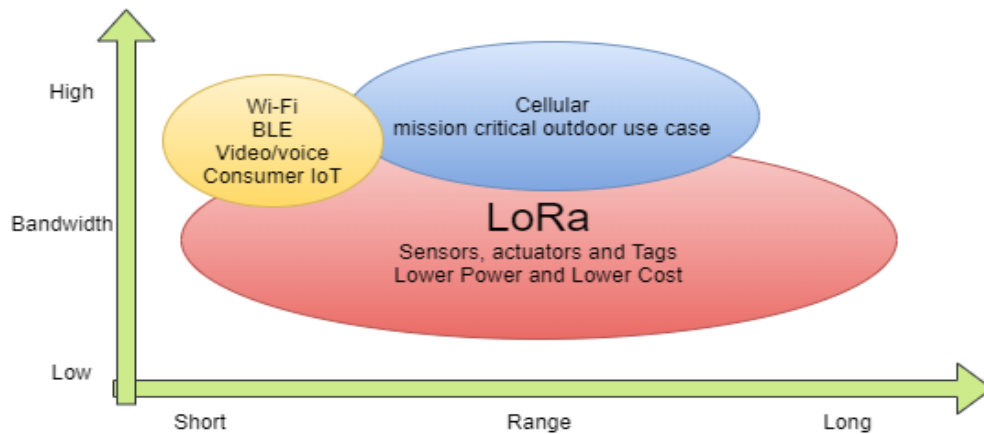 High
Wi-Fi
BLE
Video/voice
Consumer IoT
Cellular
mission critical outdoor use case
Bandwidth
LoRa
Sensors, actuators and Tags
Lower Power and Lower Cost
Low
Short
Range
Long